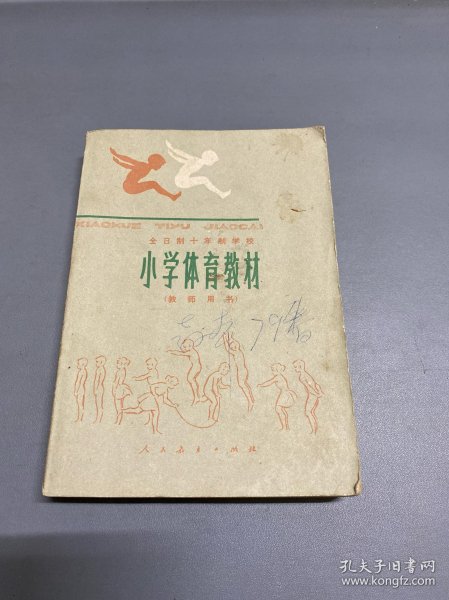 XIAOXUE TIYU JIAOCAI
全日制十年制学校
小学体育教材
(教师用书)
人民教育出版社
孔夫子旧书网
www.kongfz.com